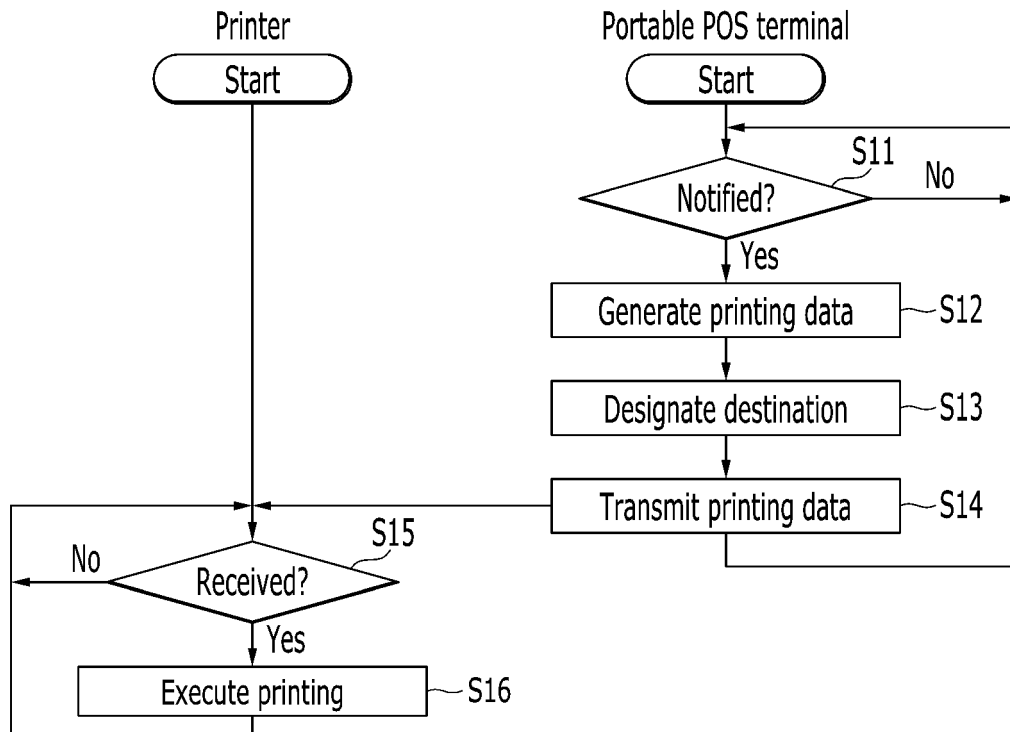 Printer
Portable POS terminal
Start
Start
S11
Notified?
No
Yes
Generate printing data
S12
Designate destination
S13
Transmit printing data
S14
S15
No
Received?
Yes
Execute printing
S16